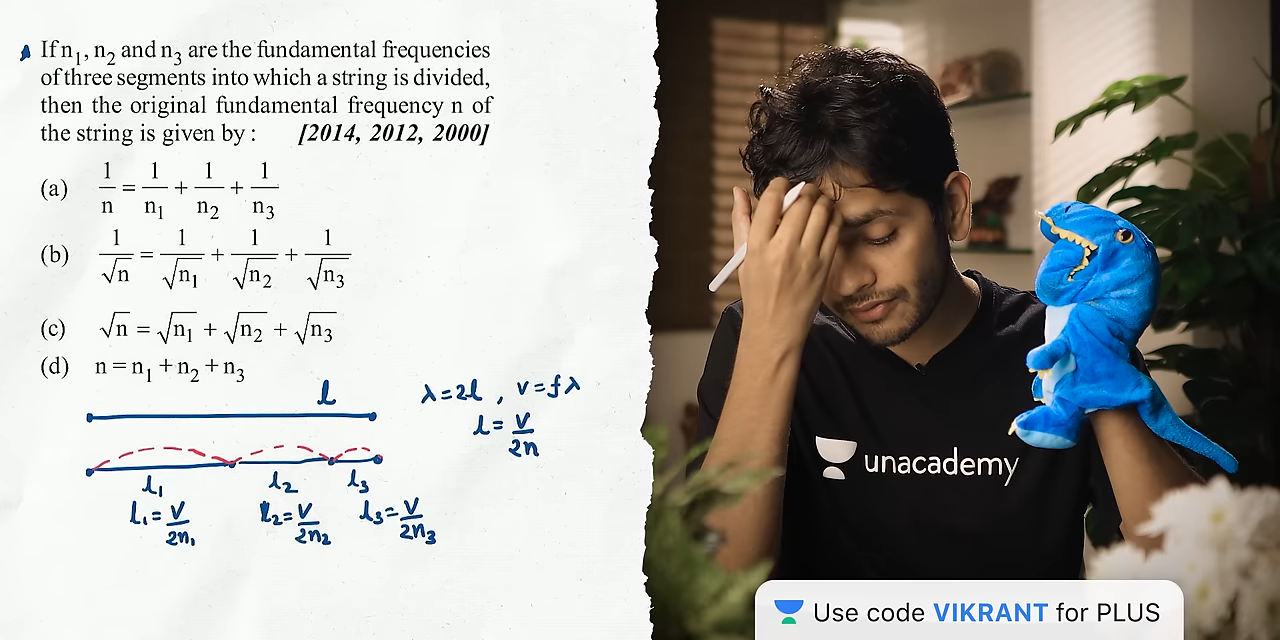 If n₁, n₂ and n₃ are the fundamental frequencies
of three segments into which a string is divided,
then the original fundamental frequency n of
the string is given by : [2014, 2012, 2000]
(a) 1/n = 1/n₁ + 1/n₂ + 1/n₃
(b) 1/√n = 1/√n₁ + 1/√n₂ + 1/√n₃
(c) √n = √n₁ + √n₂ + √n₃
(d) n = n₁ + n₂ + n₃
l
λ = 2l , v = fλ
l = v/2n
l₁ l₂ l₃
l₁ = v/2n₁ l₂ = v/2n₂ l₃ = v/2n₃
unacademy
Use code VIKRANT for PLUS